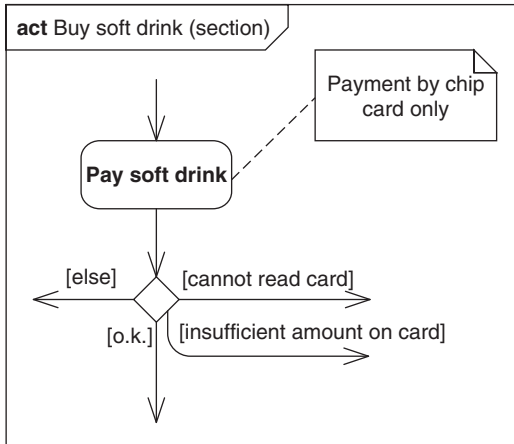 act Buy soft drink (section)
Payment by chip
card only
Pay soft drink
[else]
[cannot read card]
[o.k.]
[insufficient amount on card]